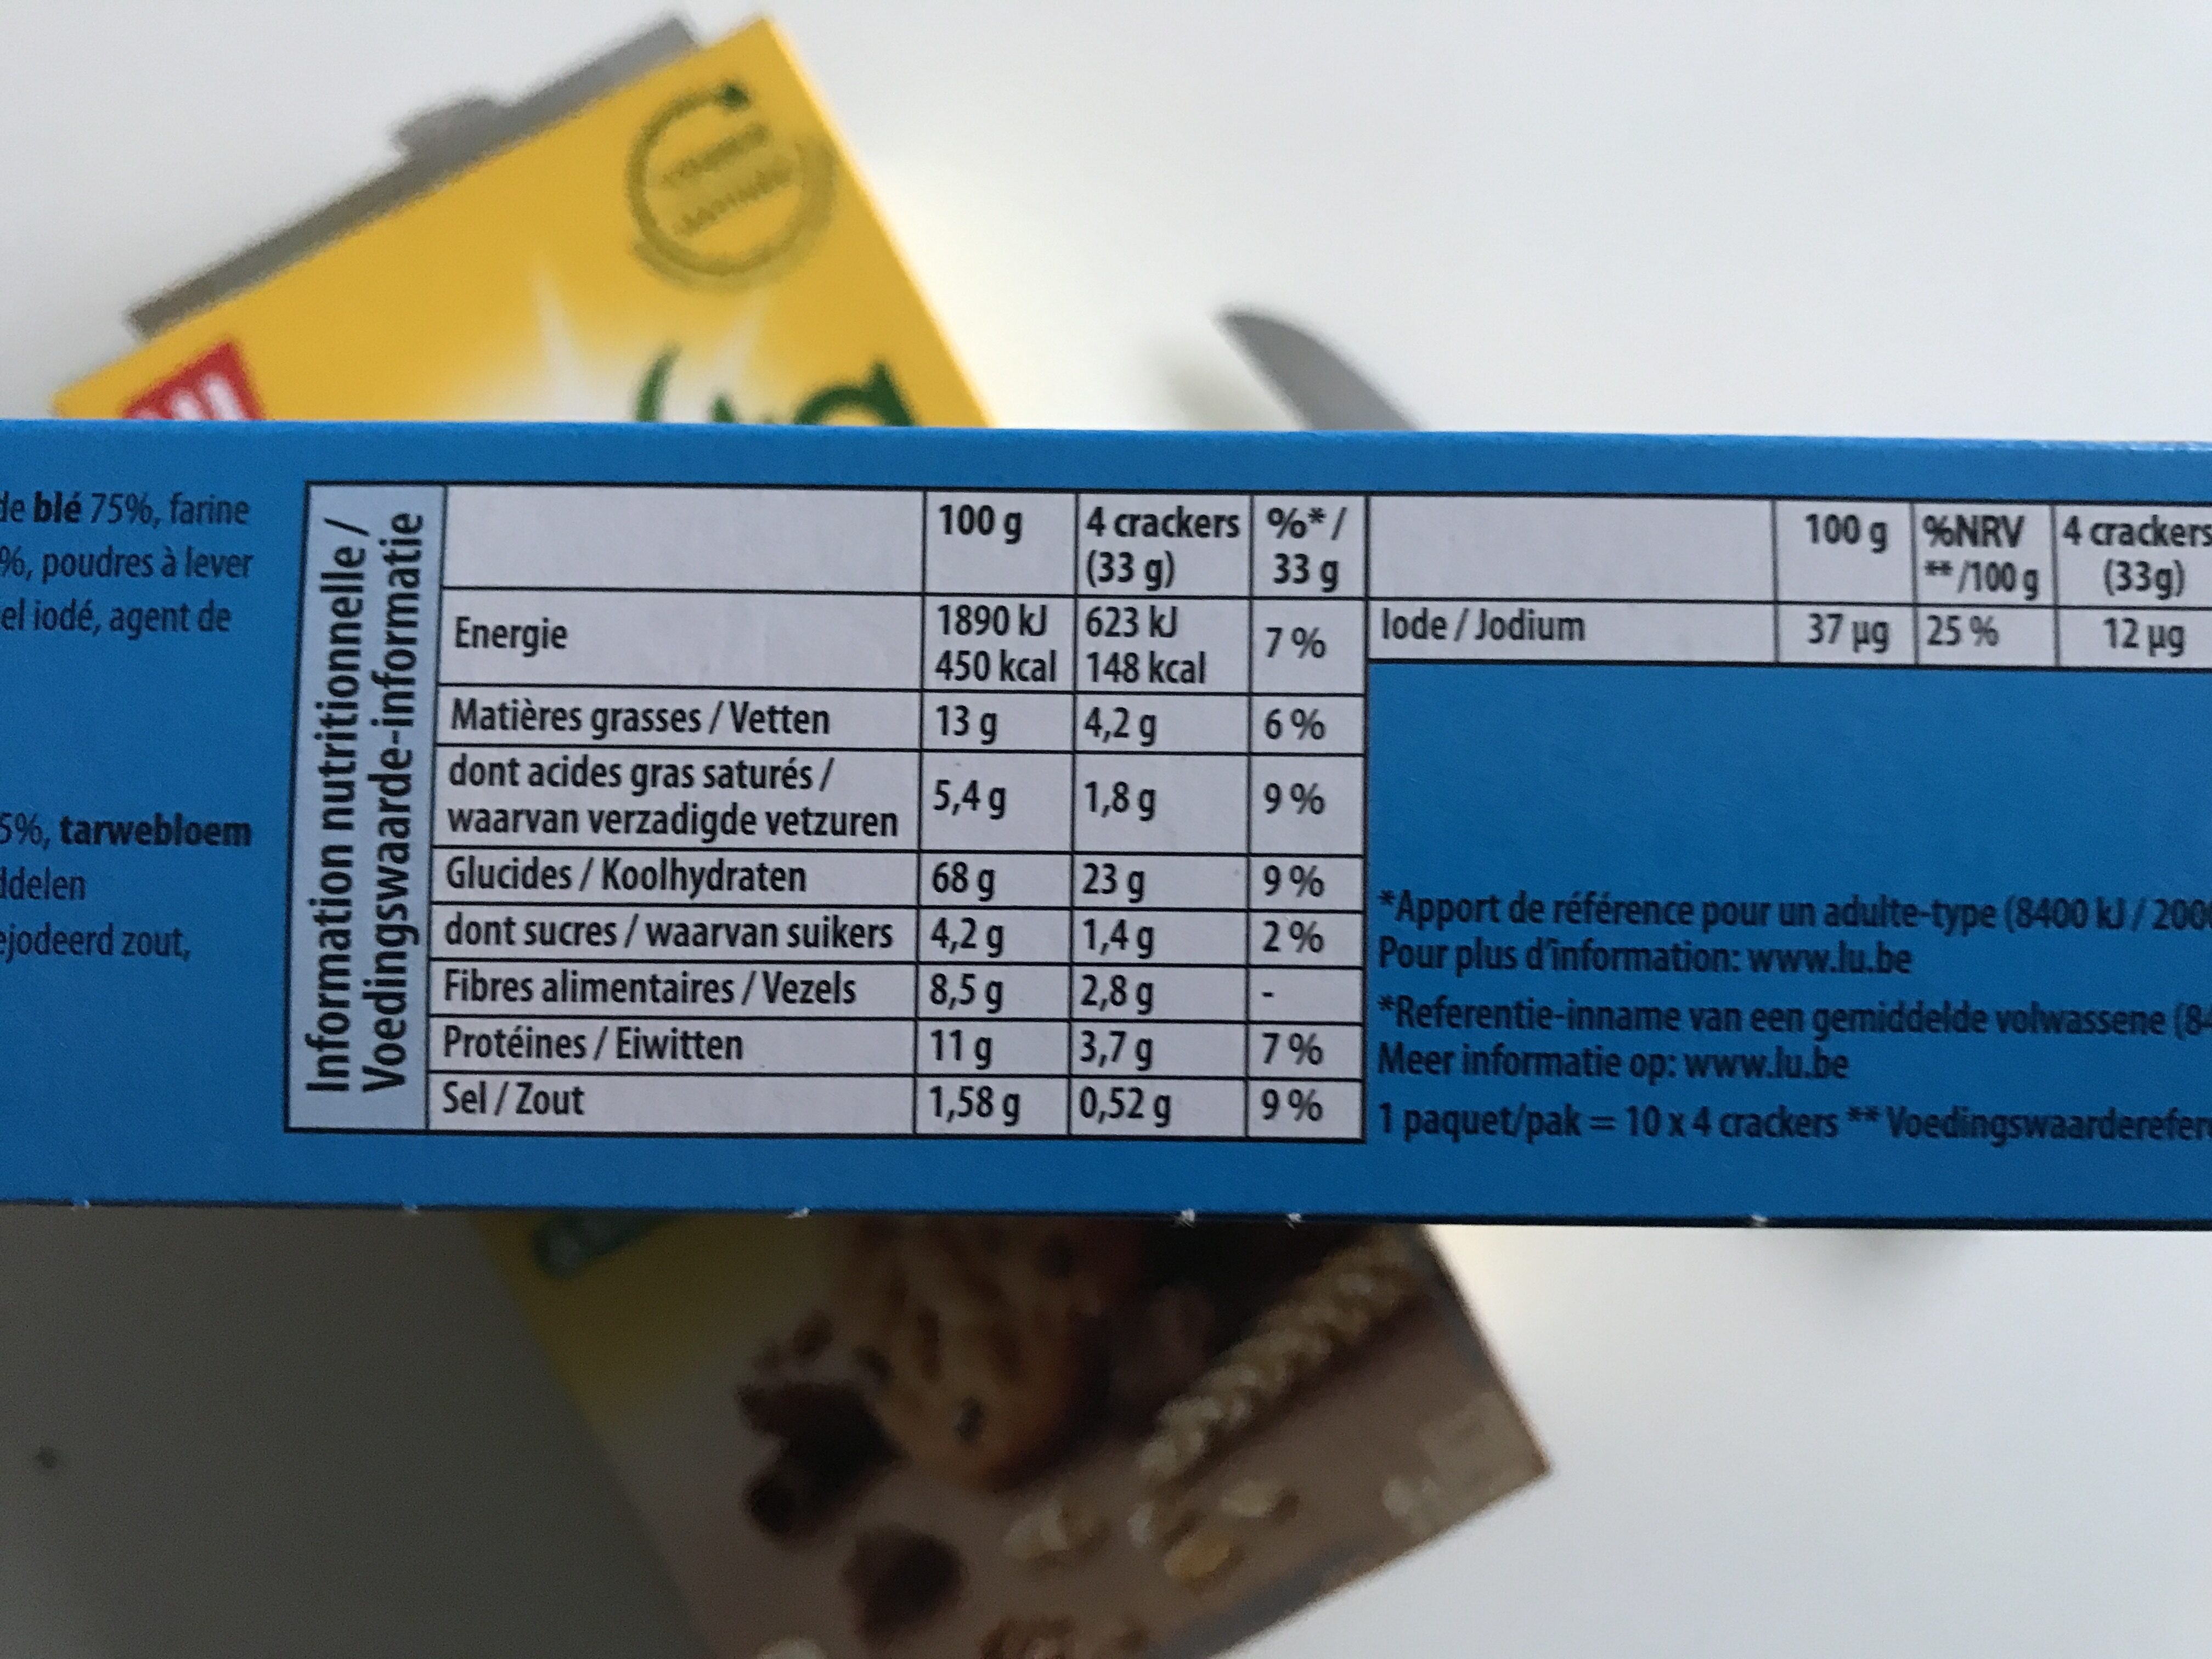 de blé 75%, farine
%, poudres à lever
el iodé, agent de
5%, tarwebloem
ddelen
ejodeerd zout,
Information nutritionnelle /
Voedingswaarde-informatie
100 g 4 crackers (33 g) %*/ 33 g
Energie 1890 kJ 450 kcal 623 kJ 148 kcal 7 %
Matières grasses / Vetten 13 g 4,2 g 6 %
dont acides gras saturés /
waarvan verzadigde vetzuren 5,4 g 1,8 g 9 %
Glucides / Koolhydraten 68 g 23 g 9 %
dont sucres / waarvan suikers 4,2 g 1,4 g 2 %
Fibres alimentaires / Vezels 8,5 g 2,8 g -
Protéines / Eiwitten 11 g 3,7 g 7 %
Sel / Zout 1,58 g 0,52 g 9 %
100 g %NRV **/100 g 4 crackers (33g)
Iode / Jodium 37 µg 25 % 12 µg
*Apport de référence pour un adulte-type (8400 kJ / 200
Pour plus d'information: www.lu.be
*Referentie-inname van een gemiddelde volwassene (84
Meer informatie op: www.lu.be
1 paquet/pak = 10 x 4 crackers ** Voedingswaarderefer